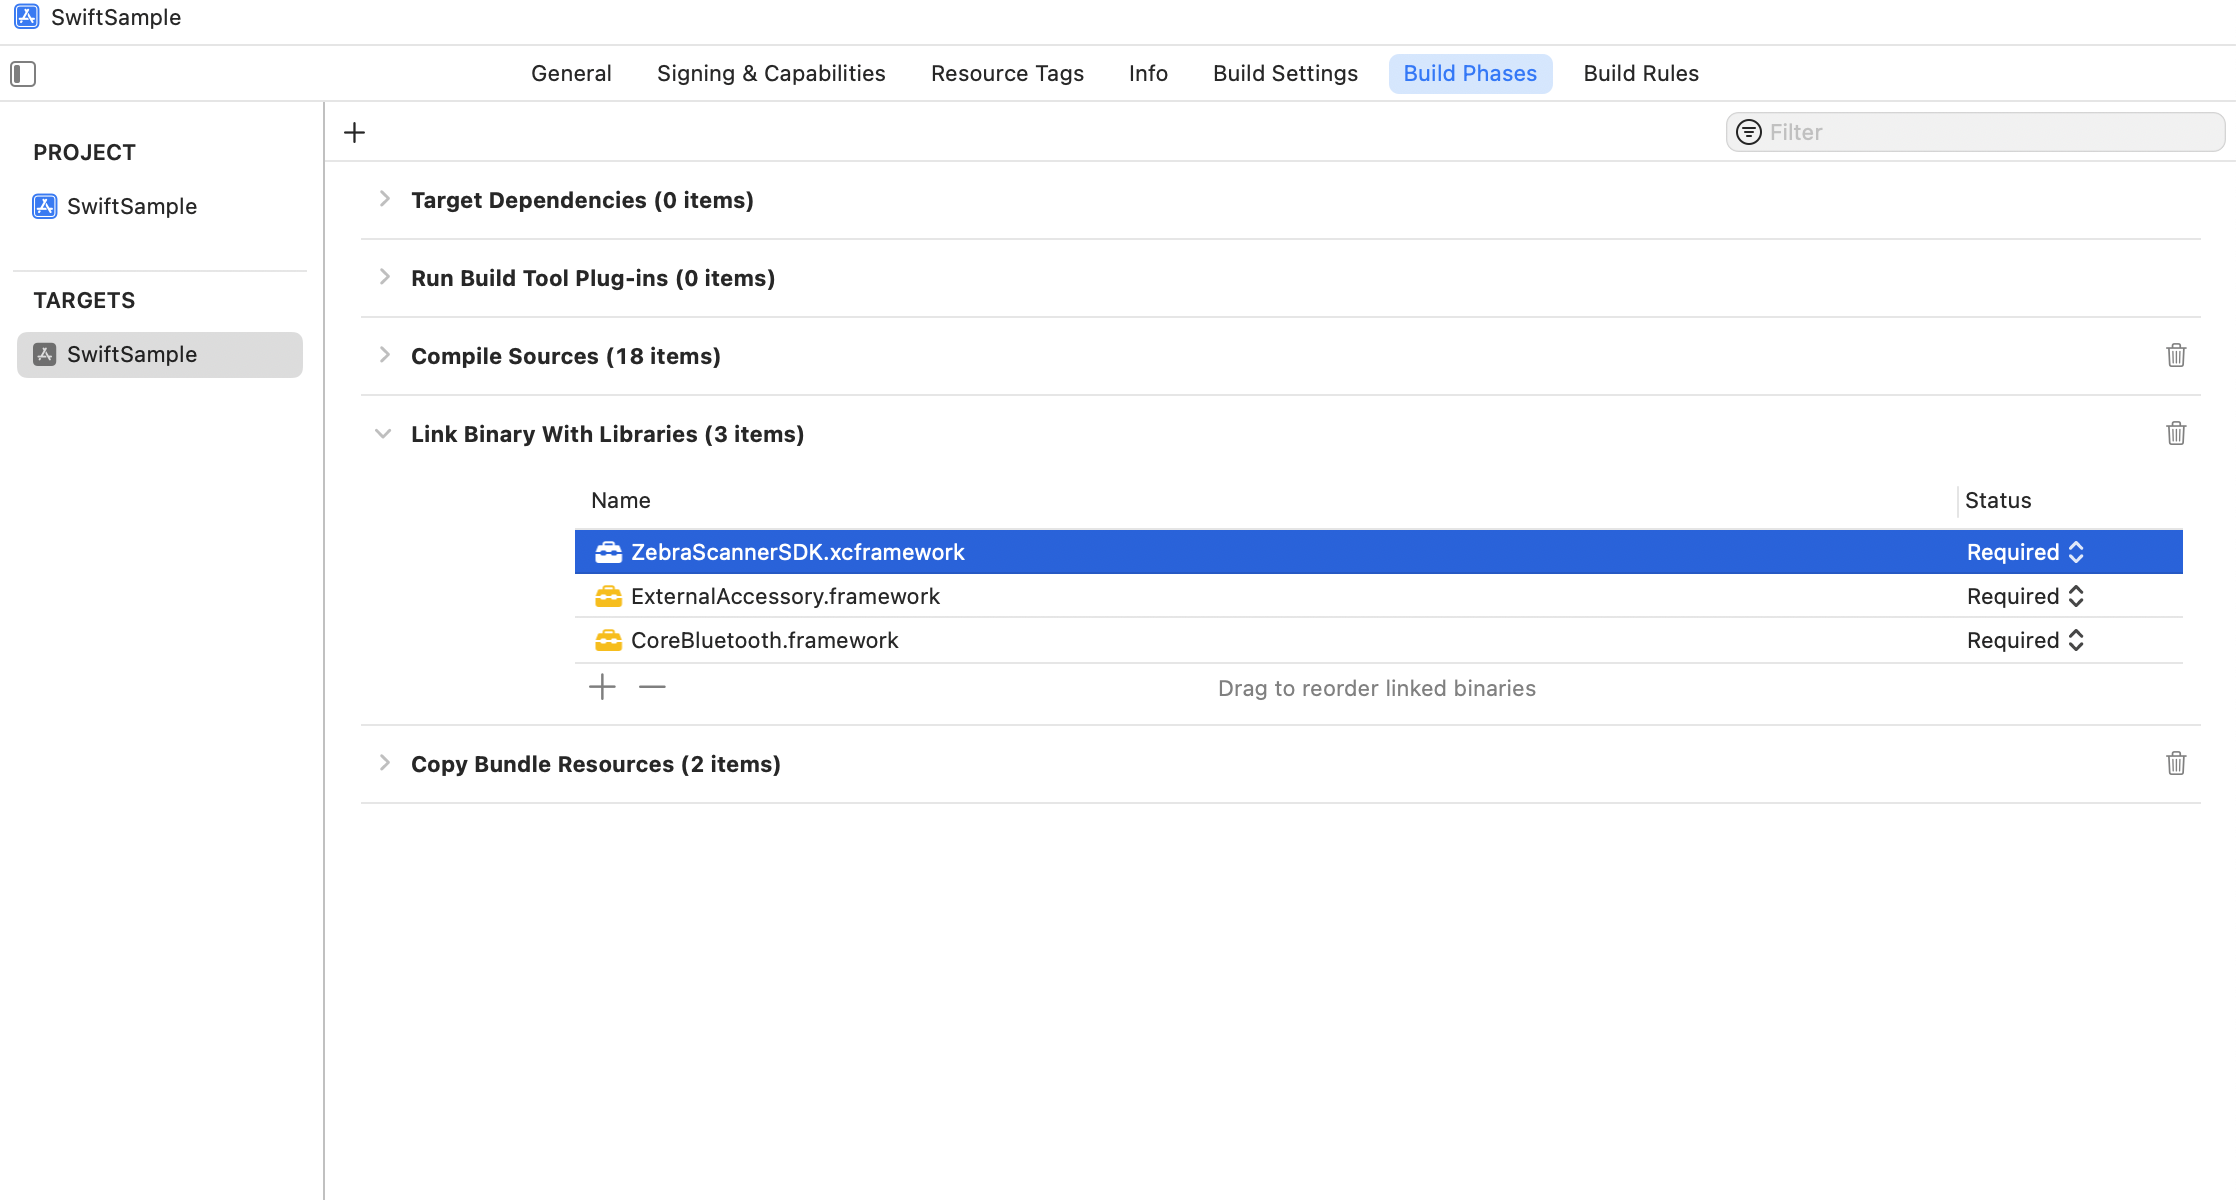 SwiftSample
General Signing & Capabilities Resource Tags Info Build Settings Build Phases Build Rules
Filter
PROJECT
SwiftSample
TARGETS
SwiftSample
Target Dependencies (0 items)
Run Build Tool Plug-ins (0 items)
Compile Sources (18 items)
Link Binary With Libraries (3 items)
Name Status
ZebraScannerSDK.xcframework Required
ExternalAccessory.framework Required
CoreBluetooth.framework Required
Drag to reorder linked binaries
Copy Bundle Resources (2 items)